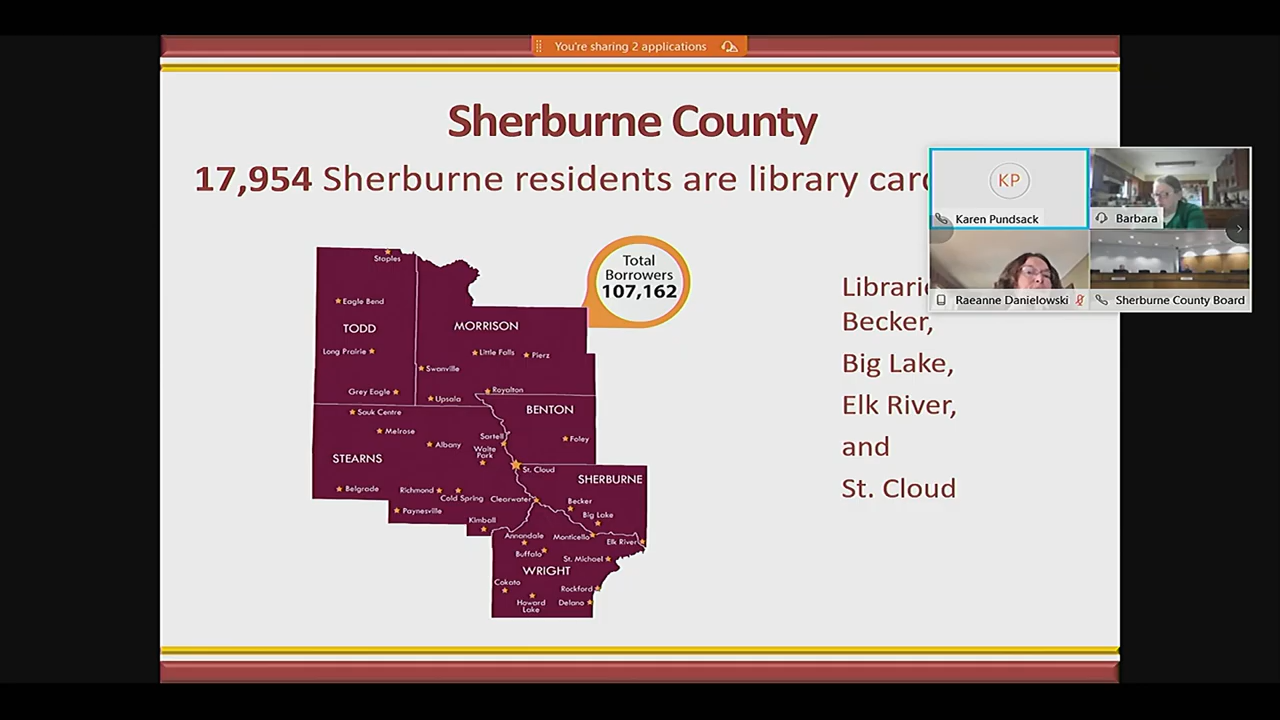 You're sharing 2 applications
Sherburne County
17,954 Sherburne residents are library card
KP
Karen Pundsack
Barbara
Raeanne Danielowski
Sherburne County Board
Total
Borrowers
107,162
Staples
Eagle Bend
TODD
MORRISON
Long Prairie
Little Falls
Pierz
Swanville
Grey Eagle
Royalton
Upsala
Sauk Centre
BENTON
Melrose
Albany
Sartell
Foley
Waite
Park
STEARNS
St. Cloud
SHERBURNE
Belgrade
Richmond
Cold Spring
Clearwater
Becker
Paynesville
Big Lake
Kimball
Annandale
Monticello
Elk River
Buffalo
St. Michael
WRIGHT
Cokato
Rockford
Howard
Lake
Delano
Librari
Becker,
Big Lake,
Elk River,
and
St. Cloud